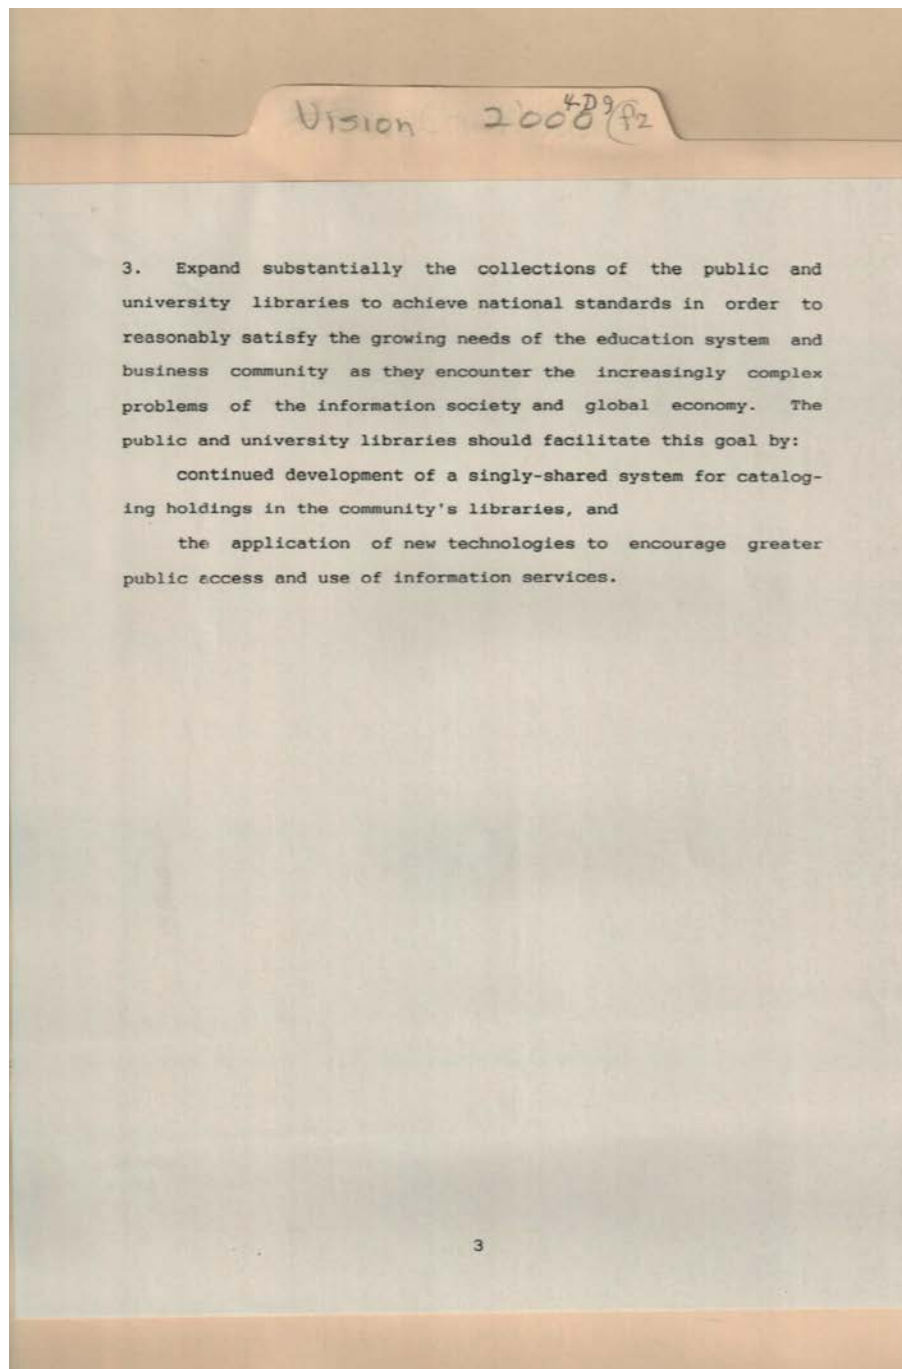 Vision 2000 4D9 f2
3. Expand substantially the collections of the public and
university libraries to achieve national standards in order to
reasonably satisfy the growing needs of the education system and
business community as they encounter the increasingly complex
problems of the information society and global economy. The
public and university libraries should facilitate this goal by:
continued development of a singly-shared system for catalog-
ing holdings in the community's libraries, and
the application of new technologies to encourage greater
public access and use of information services.
3